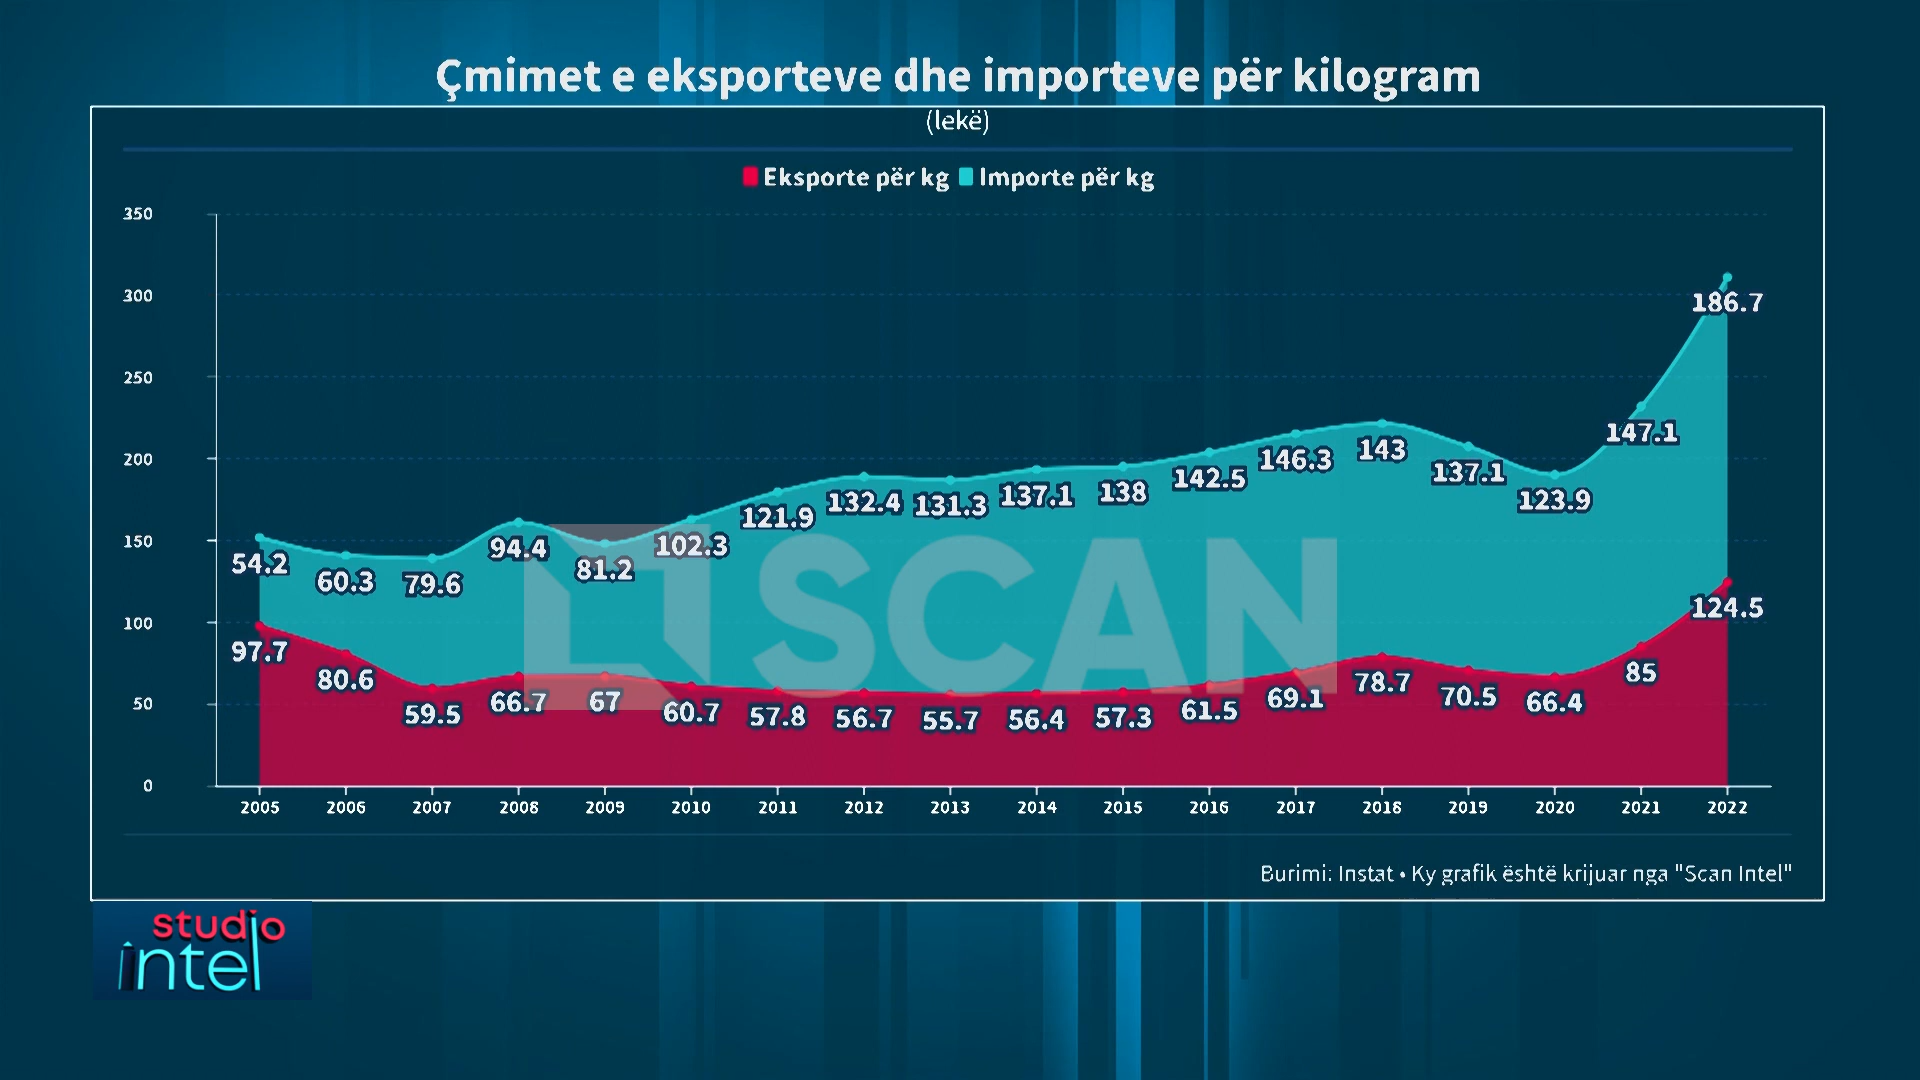 Çmimet e eksporteve dhe importeve për kilogram
(lekë)
Eksporte për kg Importe për kg
350
300
250
200
150
100
50
0
54.2 60.3 79.6 94.4 81.2 102.3 121.9 132.4 131.3 137.1 138 142.5 146.3 143 137.1 123.9 147.1 186.7
SCAN
97.7 80.6 59.5 66.7 67 60.7 57.8 56.7 55.7 56.4 57.3 61.5 69.1 78.7 70.5 66.4 85 124.5
2005 2006 2007 2008 2009 2010 2011 2012 2013 2014 2015 2016 2017 2018 2019 2020 2021 2022
Burimi: Instat • Ky grafik është krijuar nga "Scan Intel"
studio
intel